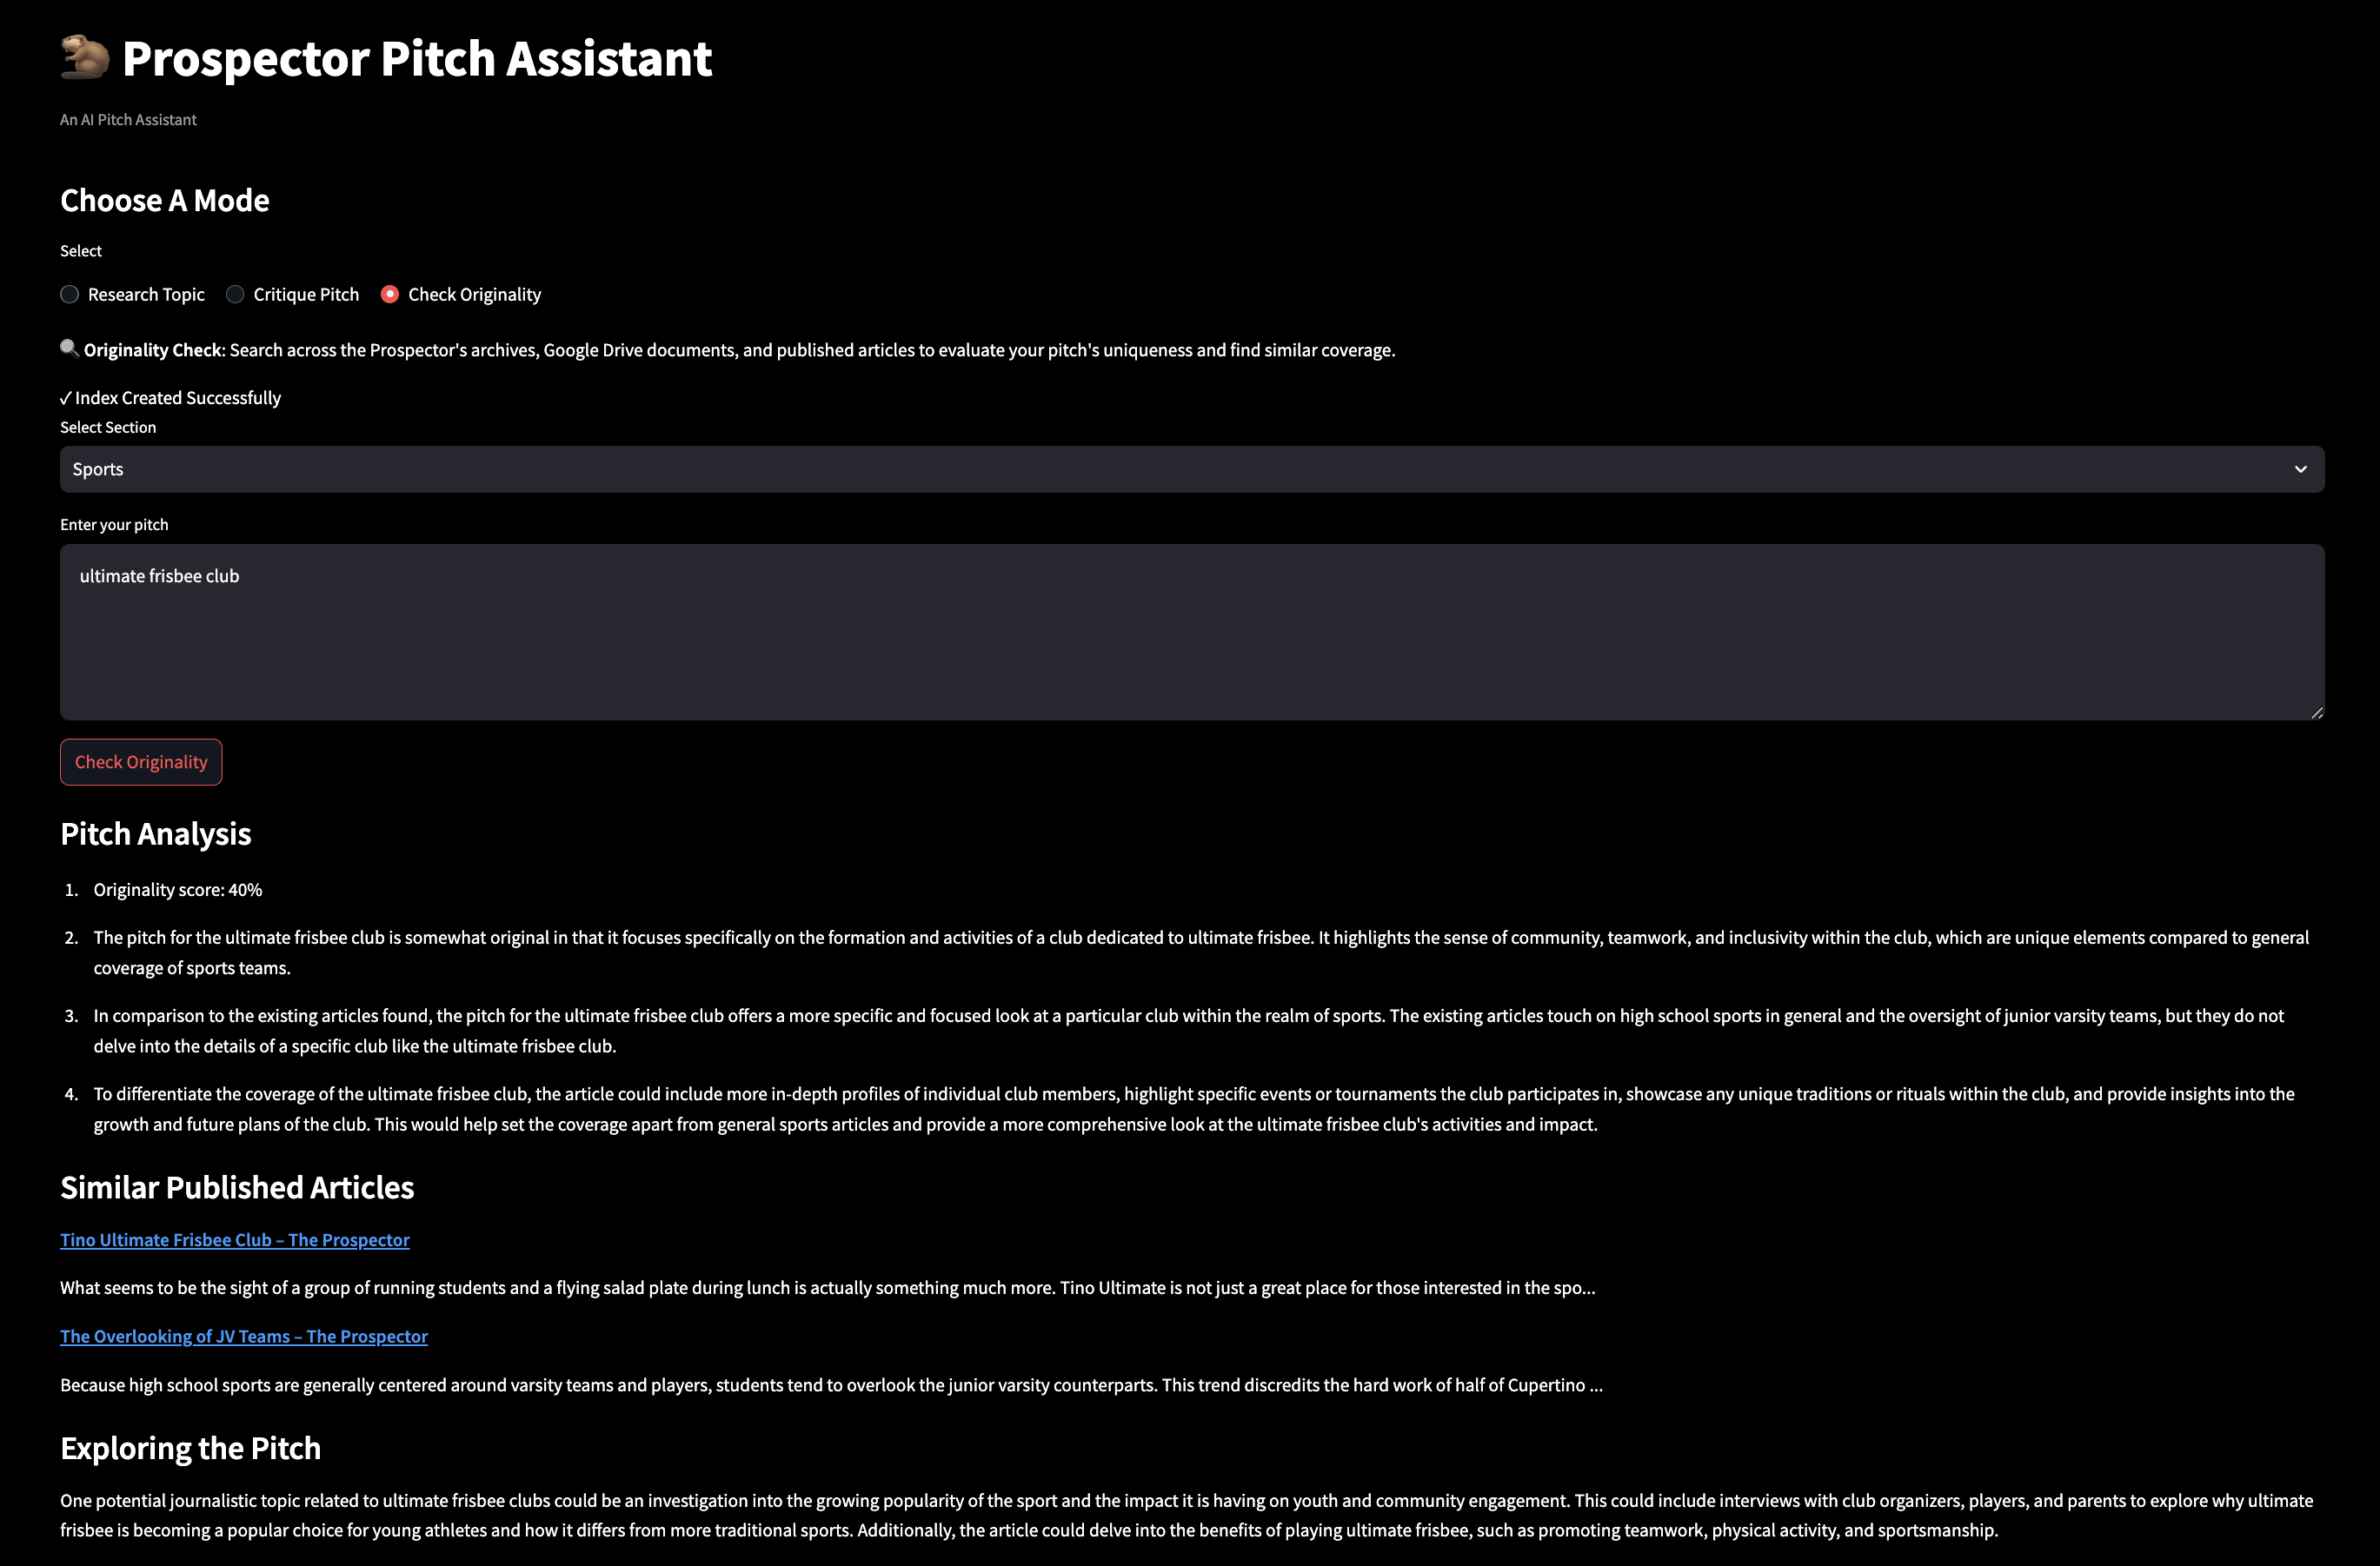 Prospector Pitch Assistant
An AI Pitch Assistant
Choose A Mode
Select
Research Topic Critique Pitch Check Originality
Originality Check: Search across the Prospector's archives, Google Drive documents, and published articles to evaluate your pitch's uniqueness and find similar coverage.
✓ Index Created Successfully
Select Section
Sports
Enter your pitch
ultimate frisbee club
Check Originality
Pitch Analysis
1. Originality score: 40%
2. The pitch for the ultimate frisbee club is somewhat original in that it focuses specifically on the formation and activities of a club dedicated to ultimate frisbee. It highlights the sense of community, teamwork, and inclusivity within the club, which are unique elements compared to general
coverage of sports teams.
3. In comparison to the existing articles found, the pitch for the ultimate frisbee club offers a more specific and focused look at a particular club within the realm of sports. The existing articles touch on high school sports in general and the oversight of junior varsity teams, but they do not
delve into the details of a specific club like the ultimate frisbee club.
4. To differentiate the coverage of the ultimate frisbee club, the article could include more in-depth profiles of individual club members, highlight specific events or tournaments the club participates in, showcase any unique traditions or rituals within the club, and provide insights into the
growth and future plans of the club. This would help set the coverage apart from general sports articles and provide a more comprehensive look at the ultimate frisbee club's activities and impact.
Similar Published Articles
Tino Ultimate Frisbee Club – The Prospector
What seems to be the sight of a group of running students and a flying salad plate during lunch is actually something much more. Tino Ultimate is not just a great place for those interested in the spo...
The Overlooking of JV Teams – The Prospector
Because high school sports are generally centered around varsity teams and players, students tend to overlook the junior varsity counterparts. This trend discredits the hard work of half of Cupertino ...
Exploring the Pitch
One potential journalistic topic related to ultimate frisbee clubs could be an investigation into the growing popularity of the sport and the impact it is having on youth and community engagement. This could include interviews with club organizers, players, and parents to explore why ultimate
frisbee is becoming a popular choice for young athletes and how it differs from more traditional sports. Additionally, the article could delve into the benefits of playing ultimate frisbee, such as promoting teamwork, physical activity, and sportsmanship.